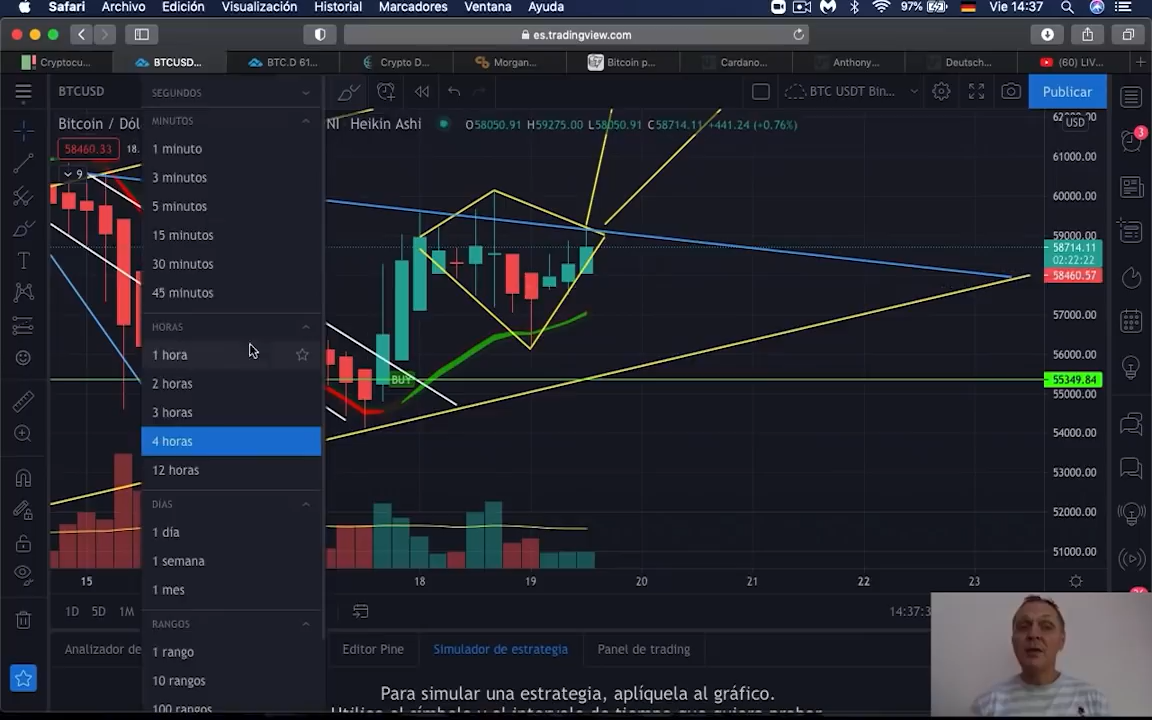 Safari Archivo Edición Visualización Historial Marcadores Ventana Ayuda 97% Vie 14:37
es.tradingview.com
Cryptocu... BTCUSD... BTC.D 61... Crypto D... Morgan... Bitcoin p... Cardano... Anthony... Deutsch... (60) LIV...
BTCUSD
SEGUNDOS
BTC USDT Bin...
Publicar
Bitcoin / Dól
Heikin Ashi
O58050.91 H59275.00 L58050.91 C58714.11 +441.24 (+0.76%)
USD
58460.33
18.
9
MINUTOS
1 minuto
3 minutos
5 minutos
15 minutos
30 minutos
45 minutos
HORAS
1 hora
2 horas
3 horas
4 horas
12 horas
DÍAS
1 día
1 semana
1 mes
RANGOS
1 rango
10 rangos
100 rangos
BUY
61000.00
60000.00
59000.00
58714.11
02:22:22
58460.57
57000.00
56000.00
55349.84
55000.00
54000.00
53000.00
52000.00
51000.00
3
15 18 19 20 21 22 23
1D 5D 1M
14:37:3
Analizador de
Editor Pine
Simulador de estrategia
Panel de trading
Para simular una estrategia, aplíquela al gráfico.